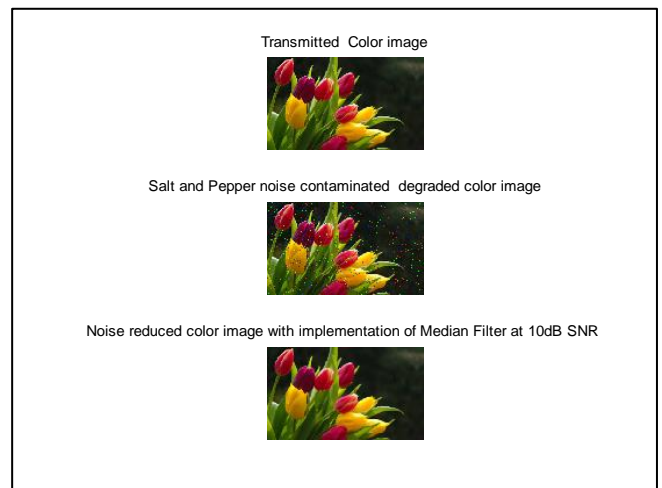 Transmitted Color image
Salt and Pepper noise contaminated degraded color image
Noise reduced color image with implementation of Median Filter at 10dB SNR